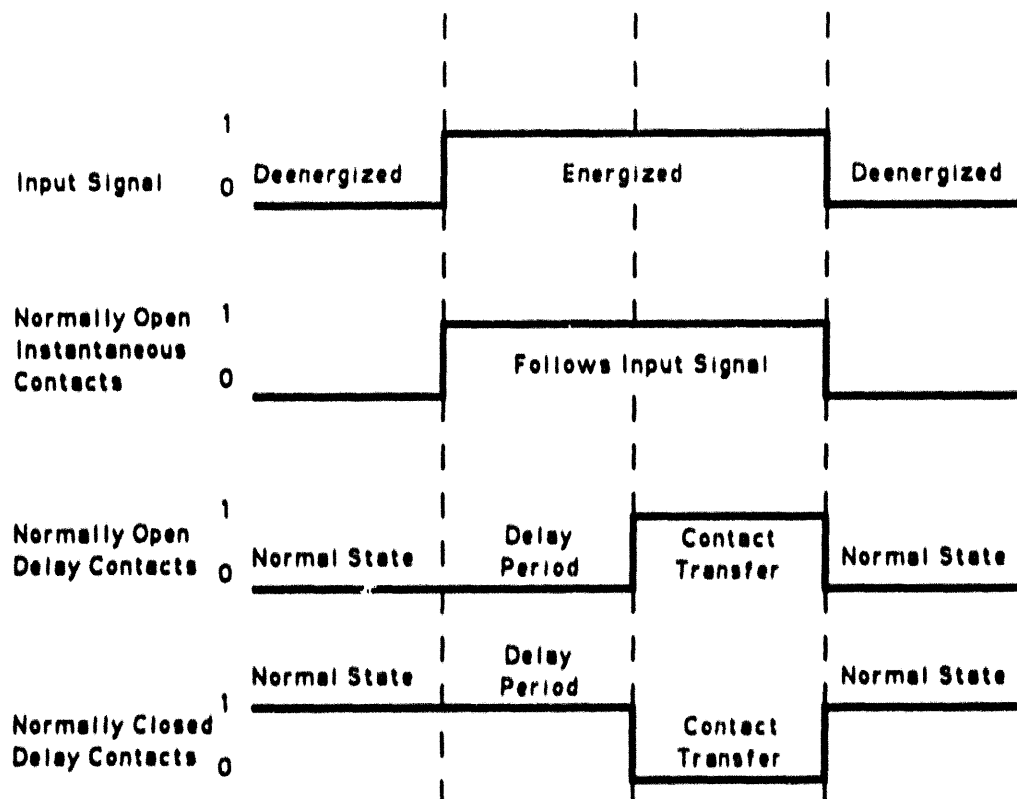 1
Input Signal 0 Deenergized Energized Deenergized
Normally Open 1
Instantaneous
Contacts 0 Follows Input Signal
1
Normally Open
Delay Contacts 0 Normal State Delay
Period Contact
Transfer Normal State
Normally Closed
Delay Contacts 1
0 Normal State Delay
Period Contact
Transfer Normal State